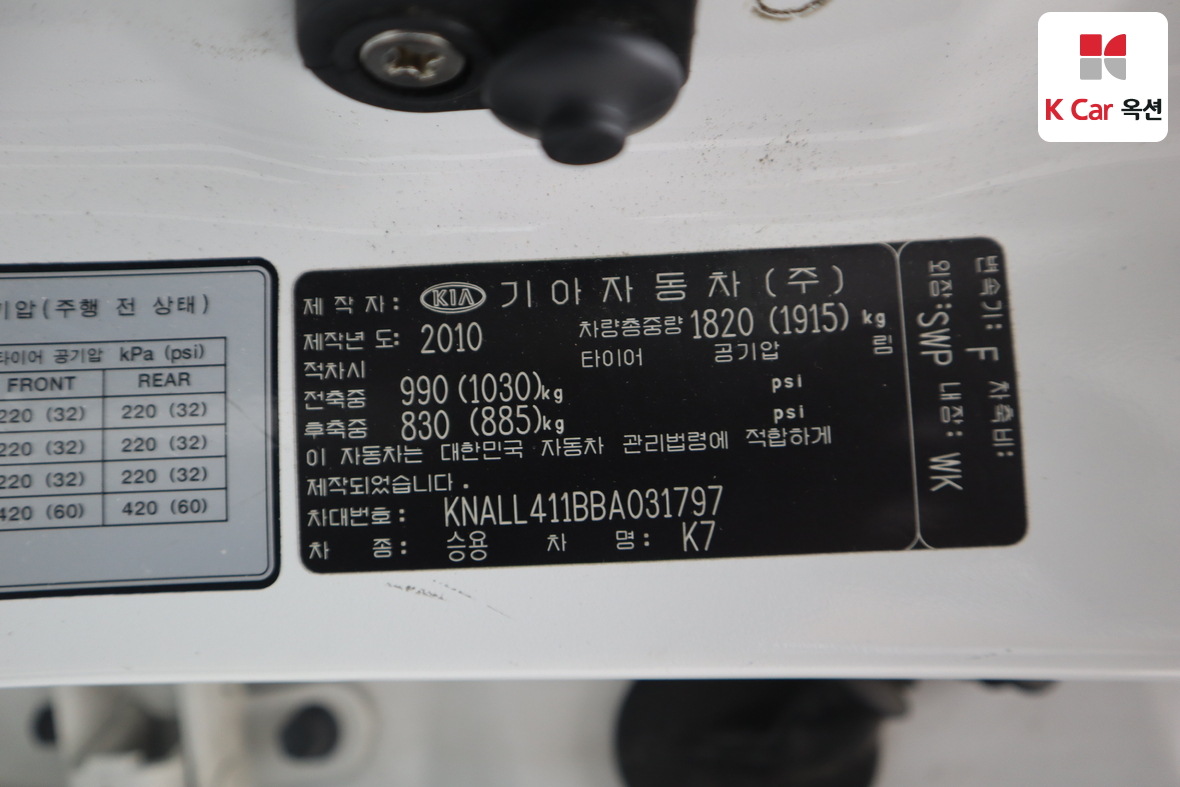 K Car 옥션
기압(주행 전 상태)
타이어 공기압 kPa (psi)
FRONT REAR
220 (32) 220 (32)
220 (32) 220 (32)
220 (32) 220 (32)
420 (60) 420 (60)
제 작 자: KIA 기아자동차(주)
제작년 도: 2010 차량총중량 1820 (1915) kg
타이어 공기압 림
적차시
전축중 990 (1030)kg psi
후축중 830 (885)kg psi
이 자동차는 대한민국 자동차 관리법령에 적합하게
제작되었습니다.
차대번호: KNALL411BBA031797
차 종: 승용 차 명: K7
변속기: F 차축비:
외장:SWP 내장: WK